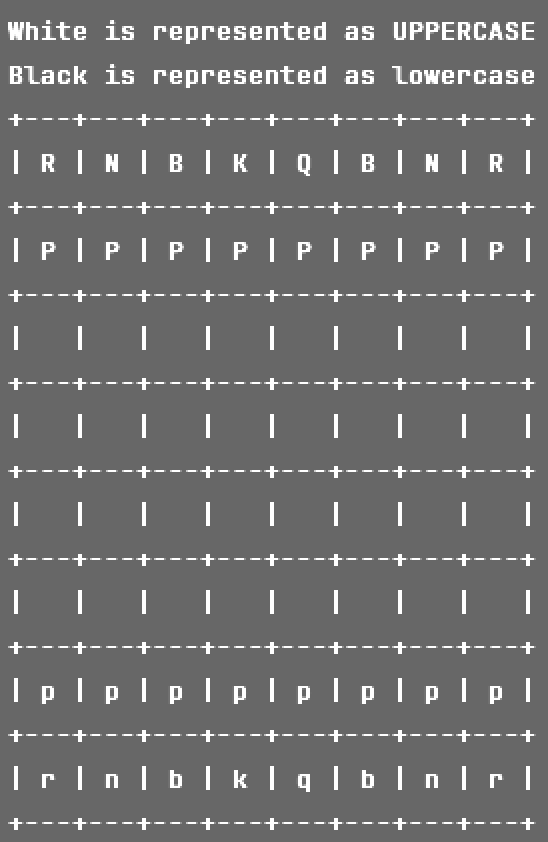 White is represented as UPPERCASE
Black is represented as lowercase
+---+---+---+---+---+---+---+---+
| R | N | B | K | Q | B | N | R |
+---+---+---+---+---+---+---+---+
| P | P | P | P | P | P | P | P |
+---+---+---+---+---+---+---+---+
|   |   |   |   |   |   |   |   |
+---+---+---+---+---+---+---+---+
|   |   |   |   |   |   |   |   |
+---+---+---+---+---+---+---+---+
|   |   |   |   |   |   |   |   |
+---+---+---+---+---+---+---+---+
|   |   |   |   |   |   |   |   |
+---+---+---+---+---+---+---+---+
| p | p | p | p | p | p | p | p |
+---+---+---+---+---+---+---+---+
| r | n | b | k | q | b | n | r |
+---+---+---+---+---+---+---+---+